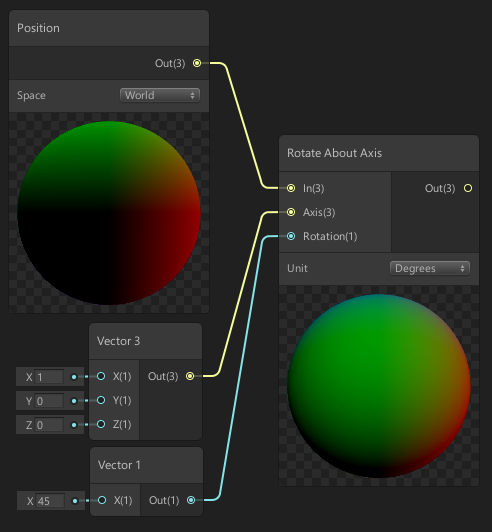 Position
Out(3)
Space World
Rotate About Axis
In(3) Out(3)
Axis(3)
Rotation(1)
Unit Degrees
Vector 3
X 1 X(1) Out(3)
Y 0 Y(1)
Z 0 Z(1)
Vector 1
X 45 X(1) Out(1)